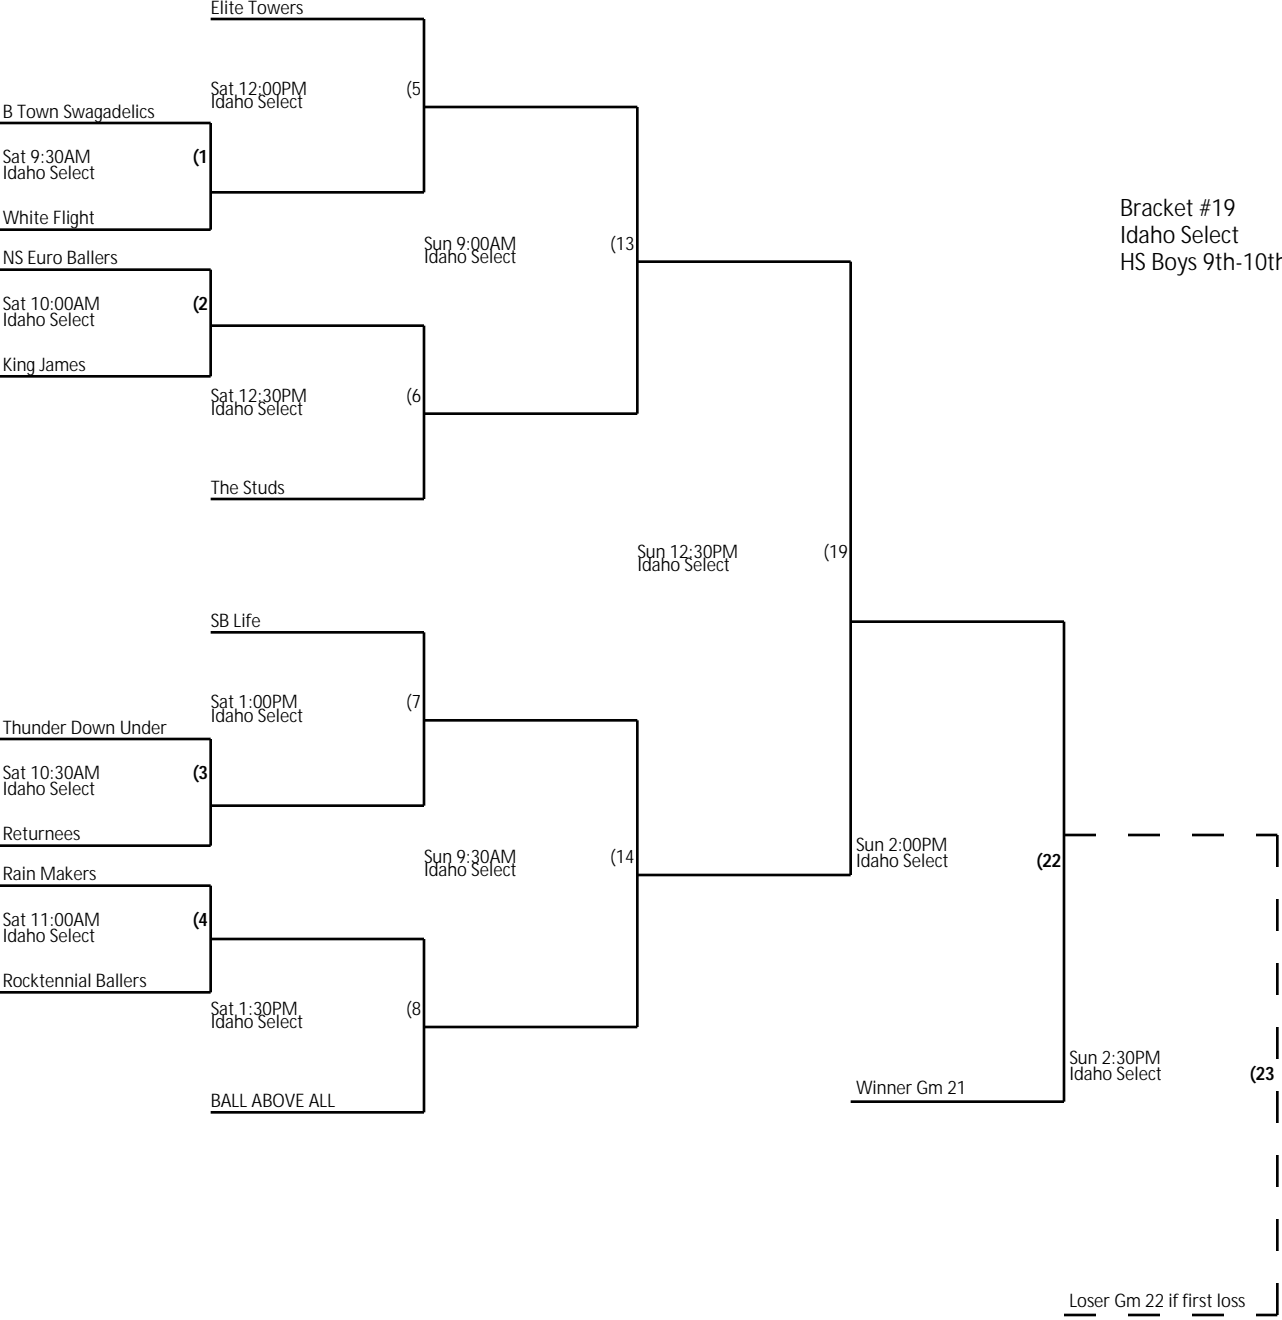 Elite Towers
Sat 12:00PM (5
Idaho Select
B Town Swagadelics
Sat 9:30AM (1
Idaho Select
White Flight
NS Euro Ballers
Sat 10:00AM (2
Idaho Select
King James
Sat 12:30PM (6
Idaho Select
The Studs
Sun 9:00AM (13
Idaho Select
Bracket #19
Idaho Select
HS Boys 9th-10th
Sun 12:30PM (19
Idaho Select
SB Life
Sat 1:00PM (7
Idaho Select
Thunder Down Under
Sat 10:30AM (3
Idaho Select
Returnees
Rain Makers
Sat 11:00AM (4
Idaho Select
Rocktennial Ballers
Sat 1:30PM (8
Idaho Select
BALL ABOVE ALL
Sun 9:30AM (14
Idaho Select
Sun 2:00PM
Idaho Select (22
Winner Gm 21
Sun 2:30PM
Idaho Select (23
Loser Gm 22 if first loss